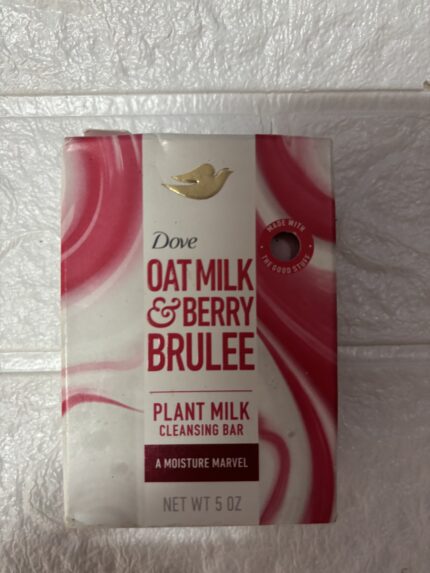 Dove
OAT MILK
& BERRY
BRULEE
MADE WITH
THE GOOD STUFF
PLANT MILK
CLEANSING BAR
A MOISTURE MARVEL
NET WT 5 OZ